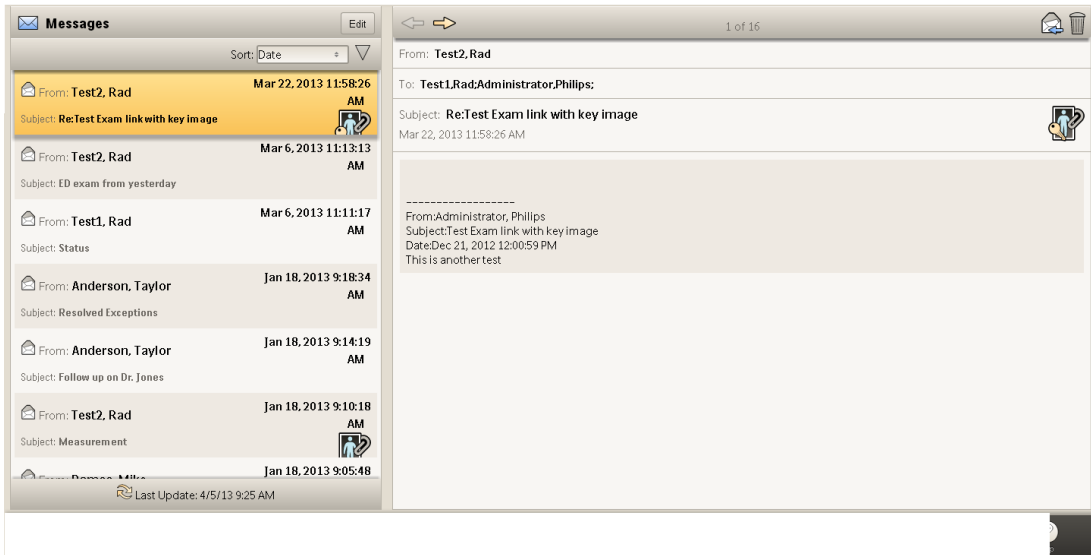 Messages
Edit
Sort: Date
From: Test2, Rad
Mar 22, 2013 11:58:26
AM
Subject: Re:Test Exam link with key image
From: Test2, Rad
Mar 6, 2013 11:13:13
AM
Subject: ED exam from yesterday
From: Test1, Rad
Mar 6, 2013 11:11:17
AM
Subject: Status
From: Anderson, Taylor
Jan 18, 2013 9:18:34
AM
Subject: Resolved Exceptions
From: Anderson, Taylor
Jan 18, 2013 9:14:19
AM
Subject: Follow up on Dr. Jones
From: Test2, Rad
Jan 18, 2013 9:10:18
AM
Subject: Measurement
From:
Jan 18, 2013 9:05:48
Last Update: 4/5/13 9:25 AM
1 of 16
From: Test2, Rad
To: Test1,Rad;Administrator,Philips;
Subject: Re:Test Exam link with key image
Mar 22, 2013 11:58:26 AM
------------------
From:Administrator, Philips
Subject:Test Exam link with key image
Date:Dec 21, 2012 12:00:59 PM
This is another test